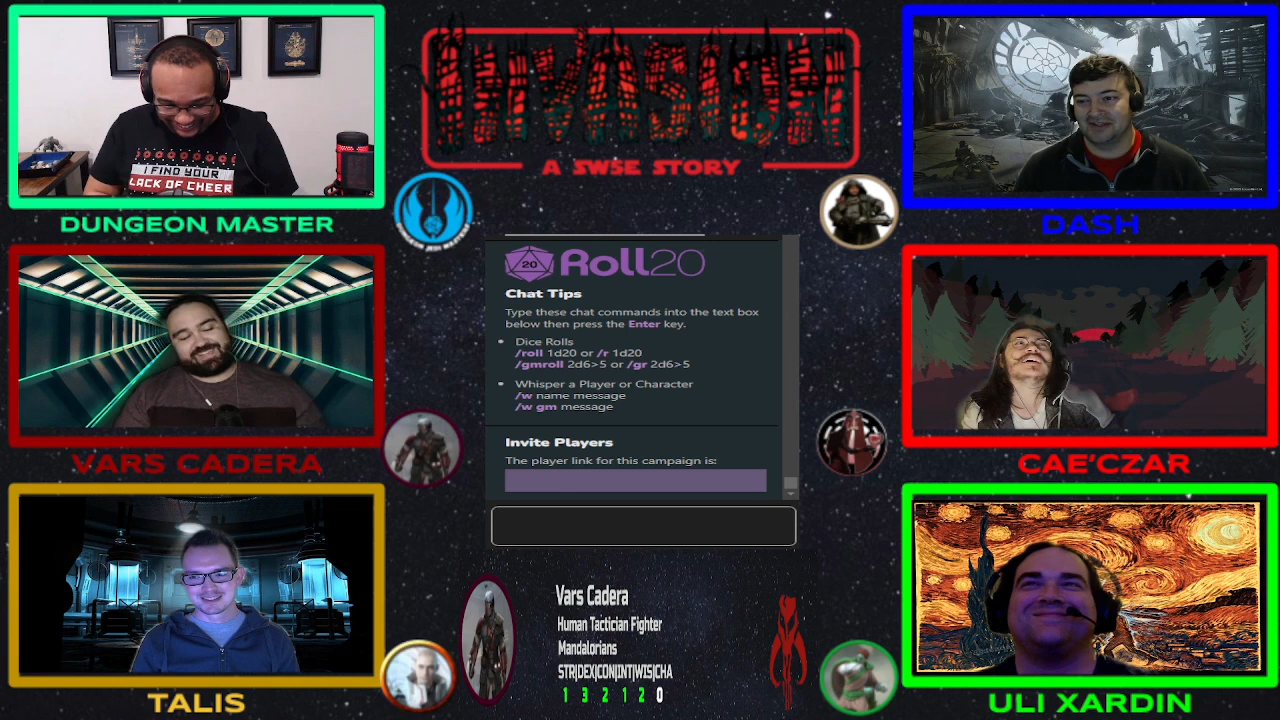 INVASION
A SWSE STORY
I FIND YOUR
LACK OF CHEER
DUNGEON MASTER
DASH
DUNGEON JEDI MASTERS
20
Roll20
Chat Tips
Type these chat commands into the text box
below then press the Enter key.
Dice Rolls
/roll 1d20 or /r 1d20
/gmroll 2d6>5 or /gr 2d6>5
Whisper a Player or Character
/w name message
/w gm message
Invite Players
The player link for this campaign is:
VARS CADERA
CAE'CZAR
Vars Cadera
Human Tactician Fighter
Mandalorians
STR|DEX|CON|INT|WIS|CHA
1 3 2 1 2 0
TALIS
ULI XARDIN